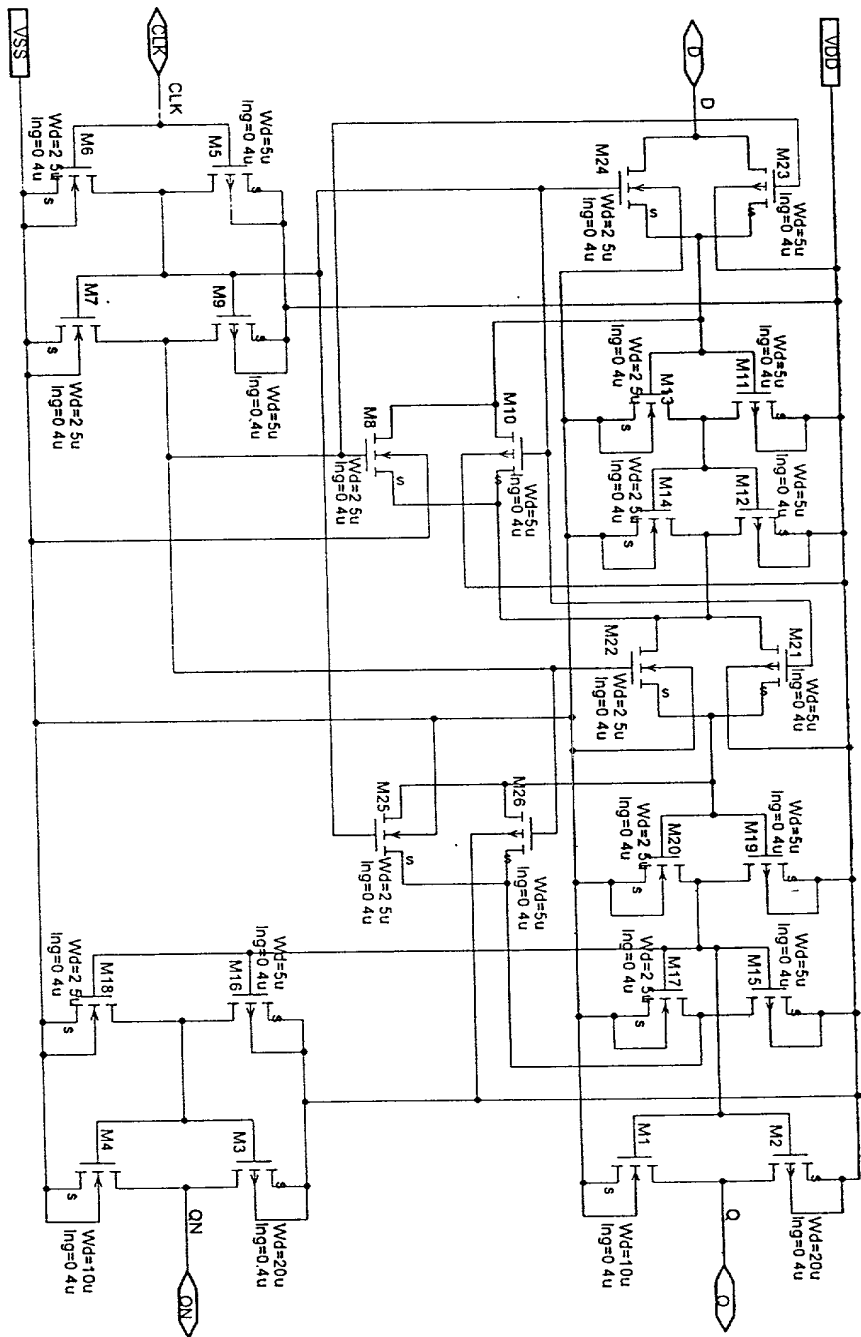 VDD
D
D
M23
Wd=5u
lng=0 4u
M24
Wd=2 5u
lng=0 4u
s
Wd=5u
lng=0 4u
M11
s
M13
Wd=2 5u
lng=0 4u
s
Wd=5u
lng=0 4u
M12
s
M14
Wd=2 5u
lng=0 4u
s
M21
Wd=5u
lng=0 4u
s
M22
Wd=2 5u
lng=0 4u
s
Wd=5u
lng=0 4u
M19
s
M20
Wd=2 5u
lng=0 4u
s
Wd=5u
lng=0 4u
M15
s
M17
Wd=2 5u
lng=0 4u
s
M2
s
Wd=20u
lng=0 4u
M1
s
Wd=10u
lng=0 4u
Q
Q
M10
Wd=5u
lng=0 4u
s
M8
Wd=2 5u
lng=0 4u
s
M26
Wd=5u
lng=0 4u
s
M25
Wd=2 5u
lng=0 4u
s
CLK
CLK
Wd=5u
lng=0 4u
M5
s
M6
Wd=2 5u
lng=0 4u
s
M9
s
Wd=5u
lng=0.4u
M7
s
Wd=2 5u
lng=0 4u
Wd=5u
lng=0 4u
M16
s
M18
Wd=2 5u
lng=0 4u
s
M3
s
Wd=20u
lng=0.4u
M4
s
Wd=10u
lng=0 4u
QN
QN
VSS